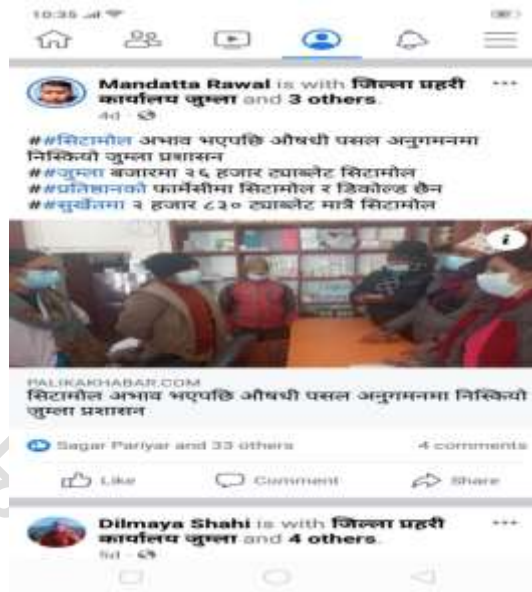 10:35
Mandatta Rawal is with जिल्ला प्रहरी
कार्यालय जुम्ला and 3 others.
4d
##सिटामोल अभाव भएपछि औषधी पसल अनुगमनमा
निस्कियो जुम्ला प्रशासन
##जुम्ला बजारमा २६ हजार ट्याब्लेट सिटामोल
##प्रतिष्ठानको फार्मेसीमा सिटामोल र डिकोल्ड छैन
##सुर्खेतमा २ हजार ८३० ट्याब्लेट मात्रै सिटामोल
PALIKAKHABAR.COM
सिटामोल अभाव भएपछि औषधी पसल अनुगमनमा निस्कियो
जुम्ला प्रशासन
Sagar Pariyar and 33 others
4 comments
Like Comment Share
Dilmaya Shahi is with जिल्ला प्रहरी
कार्यालय जुम्ला and 4 others.
5d